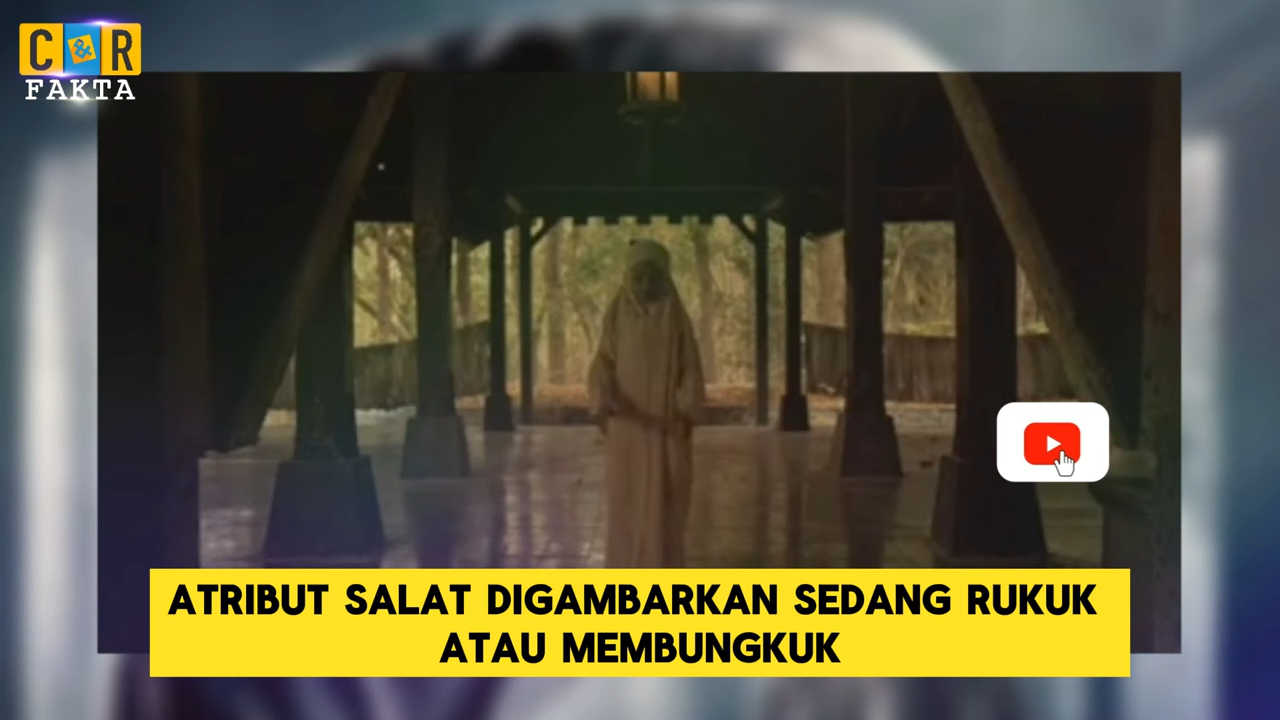 C&R
FAKTA
ATRIBUT SALAT DIGAMBARKAN SEDANG RUKUK
ATAU MEMBUNGKUK